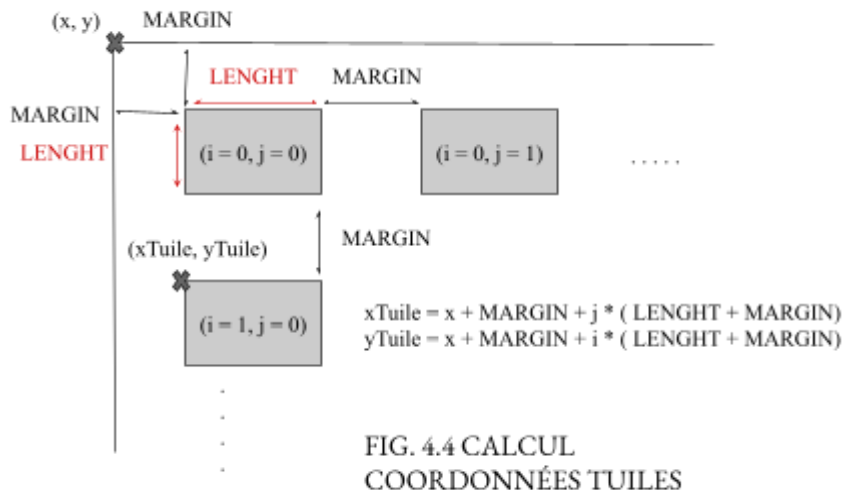 (x, y)
MARGIN
LENGHT
MARGIN
MARGIN
LENGHT
(i = 0, j = 0)
(i = 0, j = 1)
.....
MARGIN
(xTuile, yTuile)
(i = 1, j = 0)
xTuile = x + MARGIN + j * ( LENGHT + MARGIN)
yTuile = x + MARGIN + i * ( LENGHT + MARGIN)
FIG. 4.4 CALCUL
COORDONNÉES TUILES